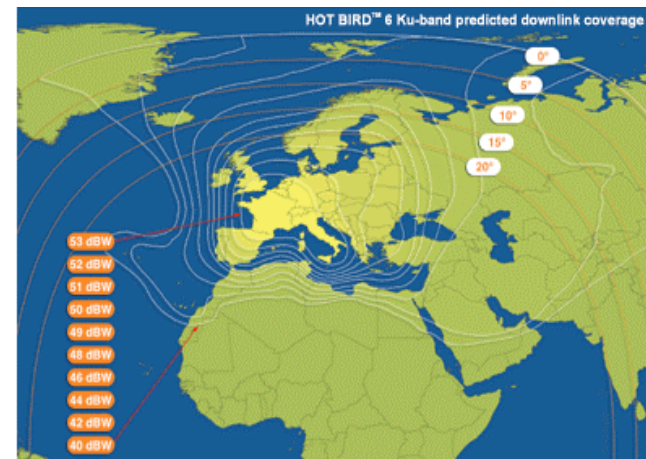 HOT BIRD™ 6 Ku-band predicted downlink coverage
0°
5°
10°
15°
20°
53 dBW
52 dBW
51 dBW
50 dBW
49 dBW
48 dBW
46 dBW
44 dBW
42 dBW
40 dBW